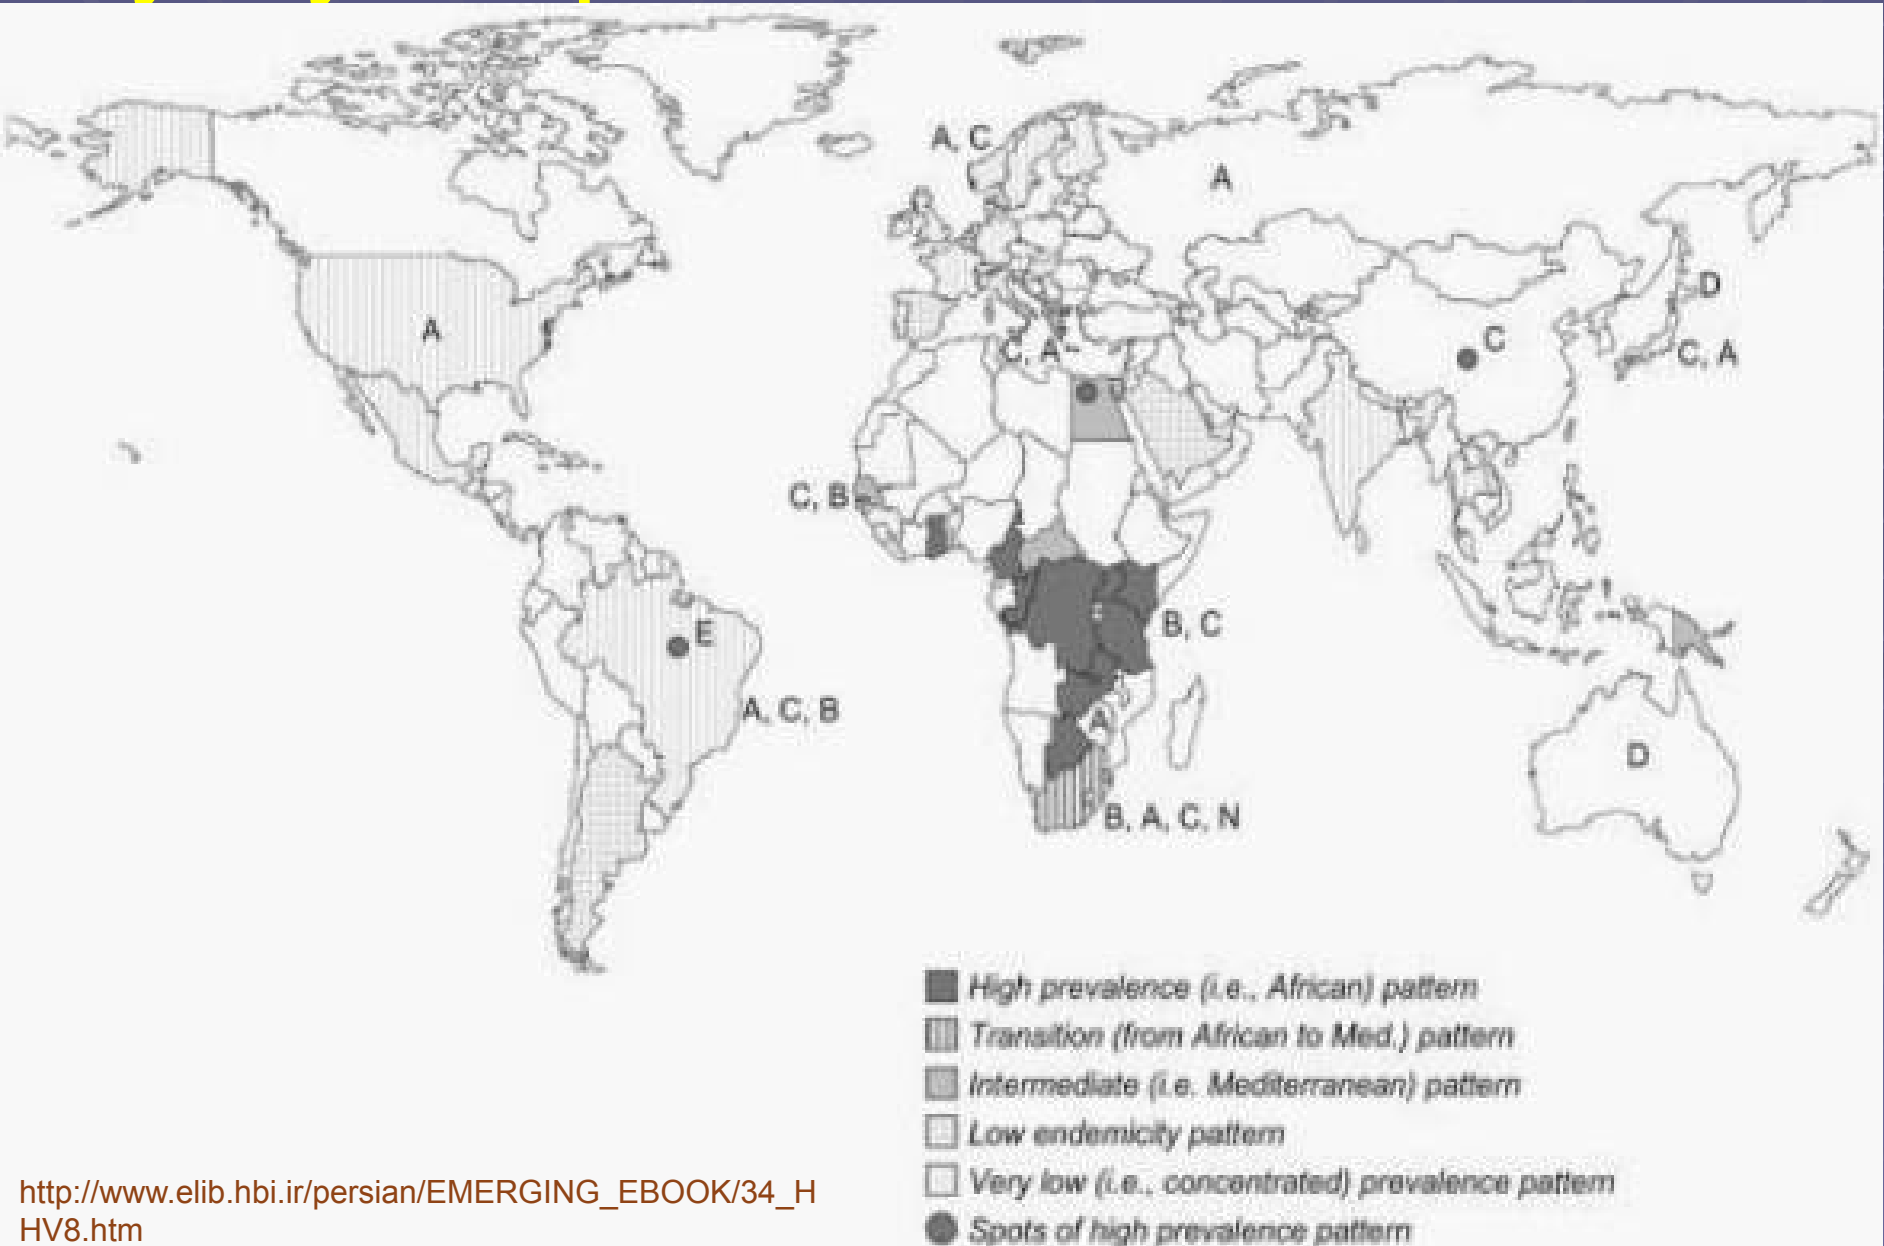 A, C
A
A
D
C
C, A
C, A
C, B
B, C
E
A, C, B
A
D
B, A, C, N
High prevalence (i.e., African) pattern
Transition (from African to Med.) pattern
Intermediate (i.e. Mediterranean) pattern
Low endemicity pattern
Very low (i.e., concentrated) prevalence pattern
Spots of high prevalence pattern
http://www.elib.hbi.ir/persian/EMERGING_EBOOK/34_H
HV8.htm